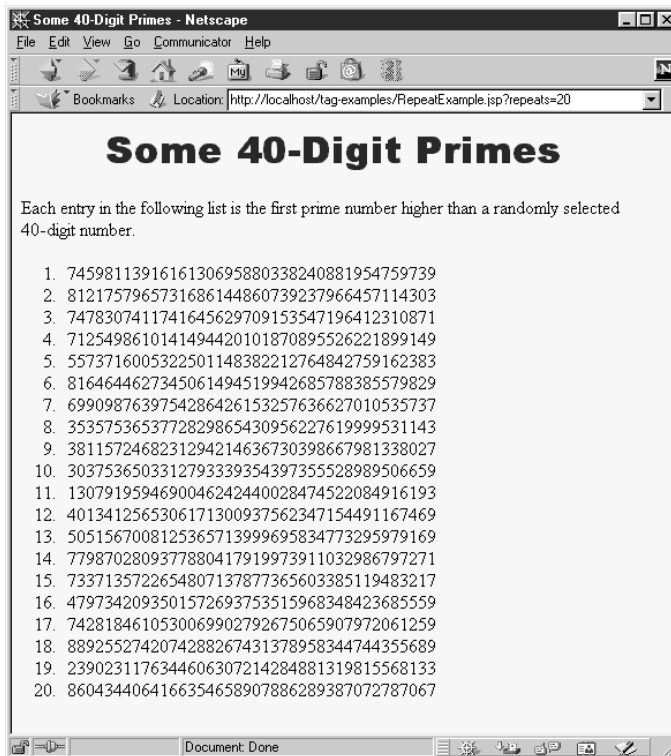 Some 40-Digit Primes - Netscape
File Edit View Go Communicator Help
My
N
Bookmarks Location: http://localhost/tag-examples/RepeatExample.jsp?repeats=20
Some 40-Digit Primes
Each entry in the following list is the first prime number higher than a randomly selected
40-digit number.
1. 7459811391616130695880338240881954759739
2. 8121757965731686144860739237966457114303
3. 7478307411741645629709153547196412310871
4. 7125498610141494420101870895526221899149
5. 5573716005322501148382212764842759162383
6. 8164644627345061494519942685788385579829
7. 6990987639754286426153257636627010535737
8. 3535753653772829865430956227619999531143
9. 3811572468231294214636730398667981338027
10. 3037536503312793339354397355528989506659
11. 1307919594690046242440028474522084916193
12. 4013412565306171300937562347154491167469
13. 5051567008125365713999695834773295979169
14. 7798702809377880417919973911032986797271
15. 7337135722654807137877365603385119483217
16. 4797342093501572693753515968348423685559
17. 7428184610530069902792675065907972061259
18. 8892552742074288267431378958344744355689
19. 2390231176344606307214284881319815568133
20. 8604344064166354658907886289387072787067
Document: Done